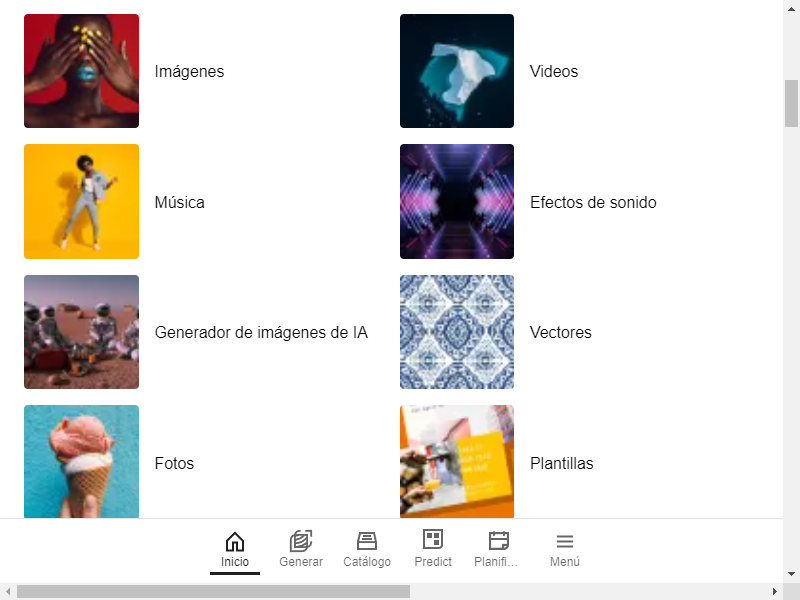 Imágenes
Videos
Música
Efectos de sonido
Generador de imágenes de IA
Vectores
Fotos
Plantillas
Inicio
Generar
Catálogo
Predict
Planifi...
Menú